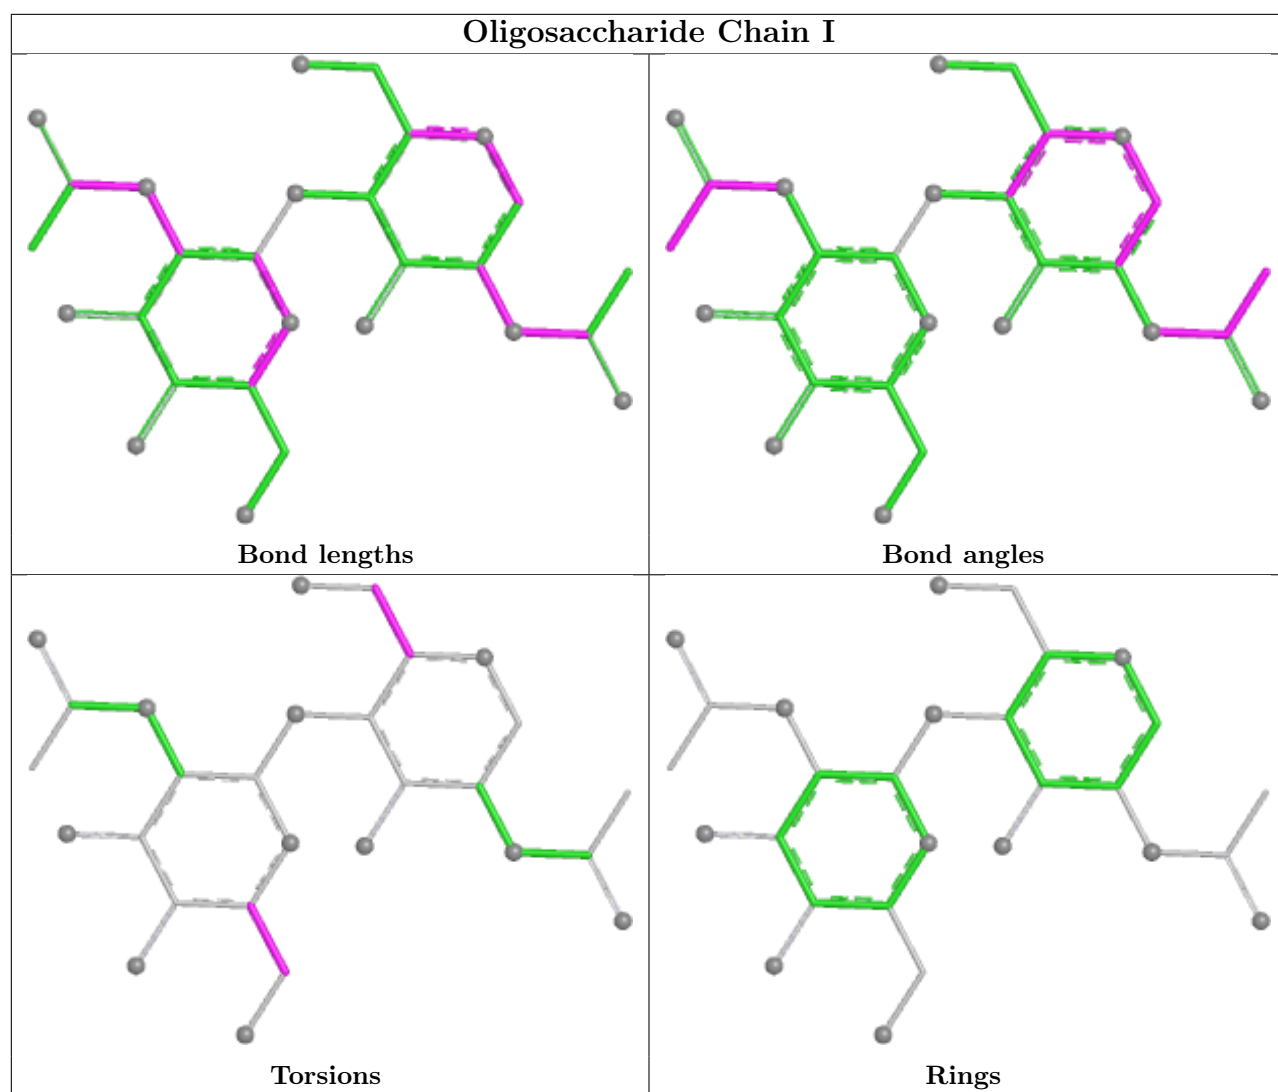 Oligosaccharide Chain I
Bond lengths
Bond angles
Torsions
Rings